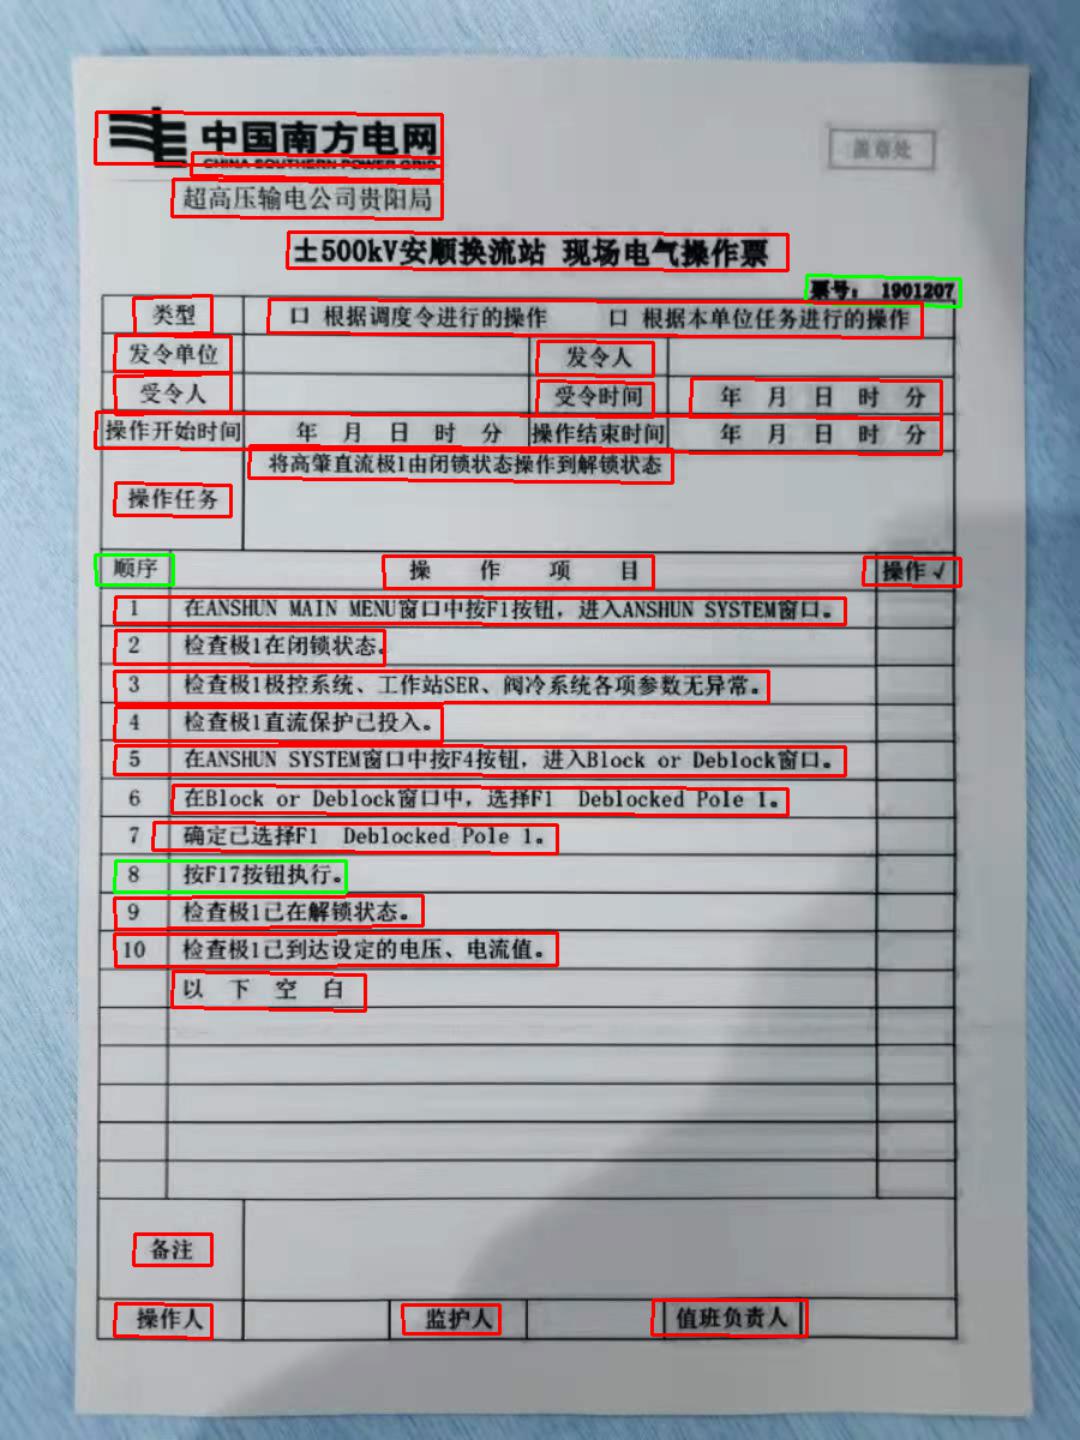 中国南方电网
CHINA SOUTHERN POWER GRID
盖章处
超高压输电公司贵阳局
±500kV安顺换流站 现场电气操作票
票号: 1901207
类型 口 根据调度令进行的操作 口 根据本单位任务进行的操作
发令单位 发令人
受令人 受令时间 年 月 日 时 分
操作开始时间 年 月 日 时 分 操作结束时间 年 月 日 时 分
操作任务 将高肇直流极1由闭锁状态操作到解锁状态
顺序 操 作 项 目 操作√
1 在ANSHUN MAIN MENU窗口中按F1按钮，进入ANSHUN SYSTEM窗口。
2 检查极1在闭锁状态。
3 检查极1极控系统、工作站SER、阀冷系统各项参数无异常。
4 检查极1直流保护已投入。
5 在ANSHUN SYSTEM窗口中按F4按钮，进入Block or Deblock窗口。
6 在Block or Deblock窗口中，选择F1 Deblocked Pole 1。
7 确定已选择F1 Deblocked Pole 1。
8 按F17按钮执行。
9 检查极1已在解锁状态。
10 检查极1已到达设定的电压、电流值。
以 下 空 白
备注
操作人 监护人 值班负责人